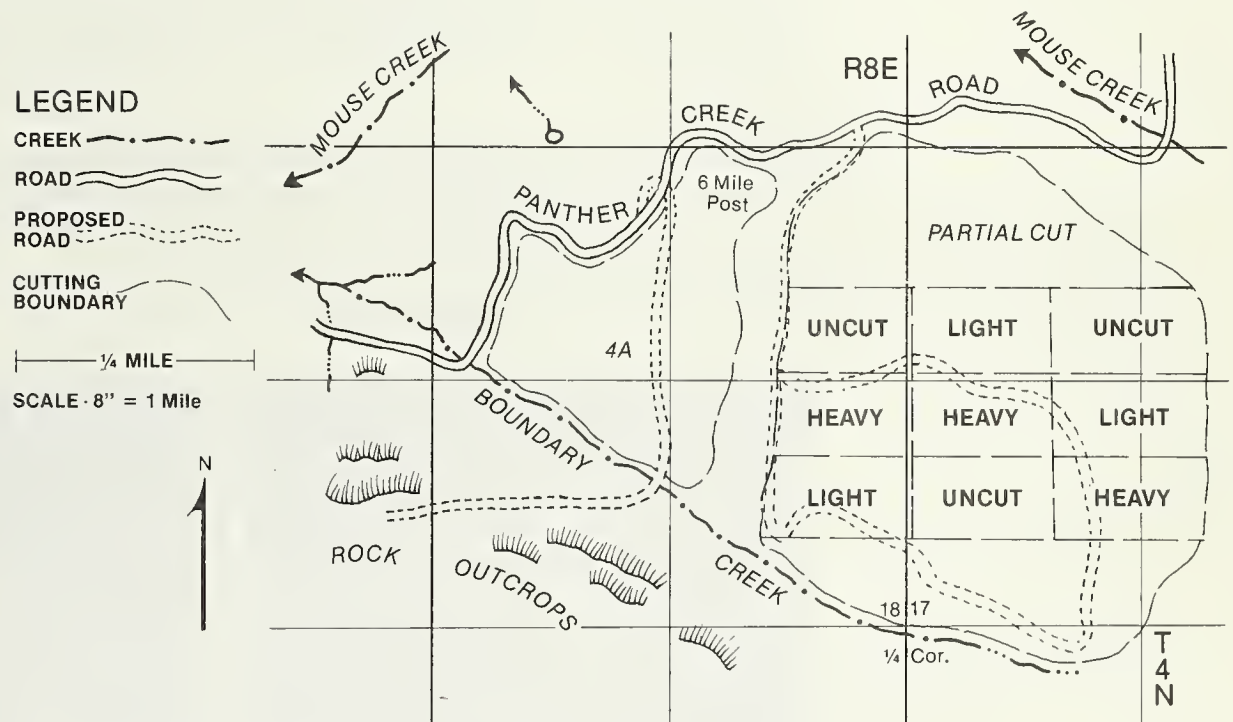 LEGEND
CREEK
ROAD
PROPOSED
ROAD
CUTTING
BOUNDARY
1/4 MILE
SCALE - 8" = 1 Mile
N
MOUSE CREEK
R8E
MOUSE CREEK
PANTHER CREEK ROAD
6 Mile
Post
PARTIAL CUT
4A
UNCUT LIGHT UNCUT
HEAVY HEAVY LIGHT
LIGHT UNCUT HEAVY
BOUNDARY CREEK
ROCK OUTCROPS
18 17
1/4 Cor.
T
4
N